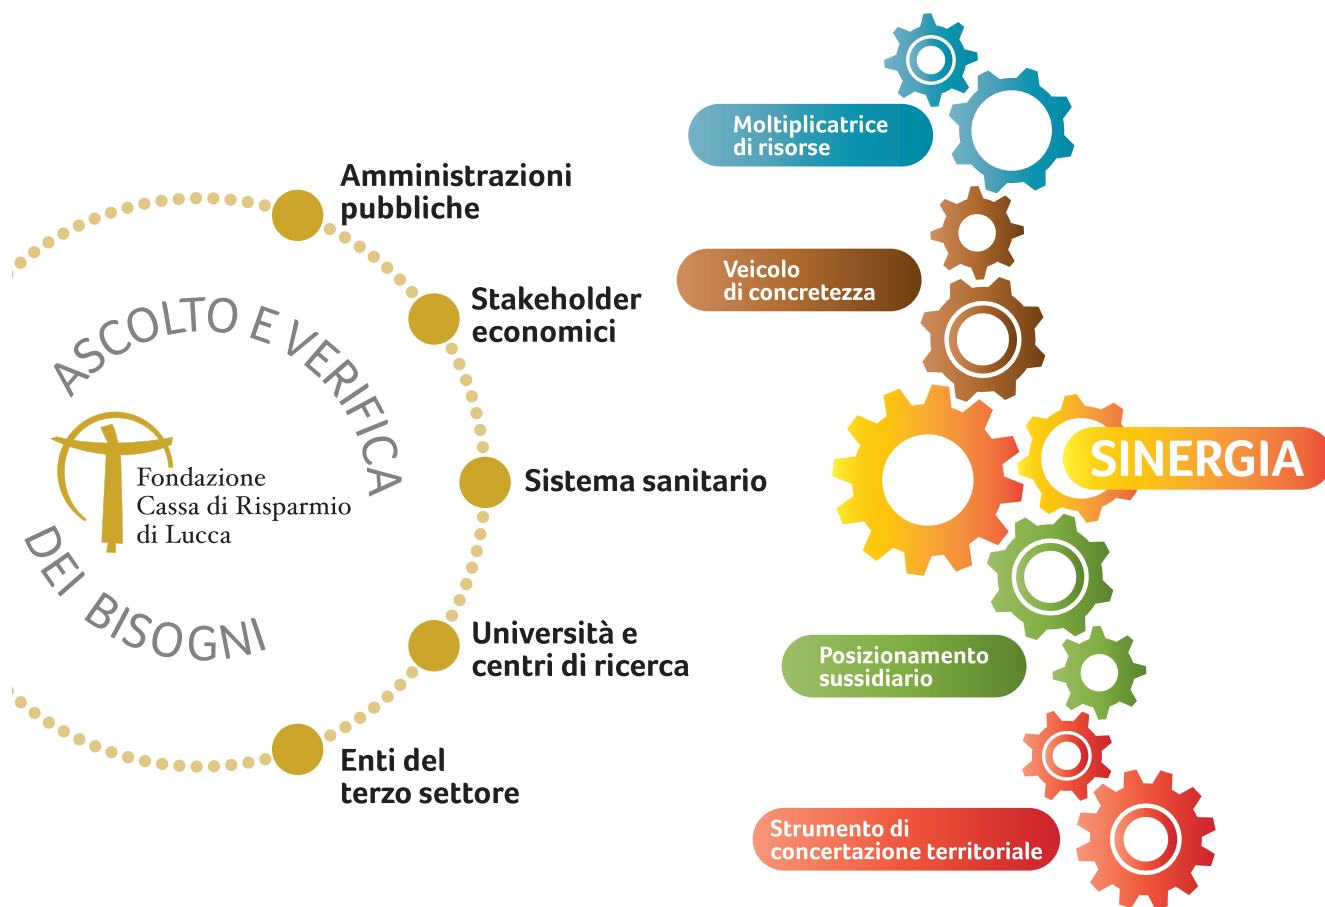 ASCOLTO E VERIFICA
DEI BISOGNI
Fondazione
Cassa di Risparmio
di Lucca
Amministrazioni
pubbliche
Stakeholder
economici
Sistema sanitario
Università e
centri di ricerca
Enti del
terzo settore
Moltiplicatrice
di risorse
Veicolo
di concretezza
SINERGIA
Posizionamento
sussidiario
Strumento di
concertazione territoriale